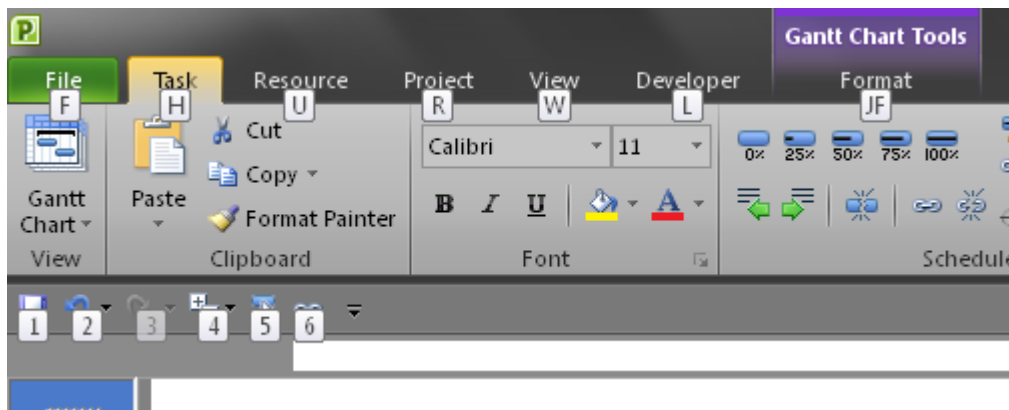 P
Gantt Chart Tools
File Task Resource Project View Developer Format
F H U R W L JF
Cut
Calibri 11
0% 25% 50% 75% 100%
Copy
Gantt Chart
Paste
Format Painter
B I U A
View Clipboard Font Schedule
1 2 3 4 5 6